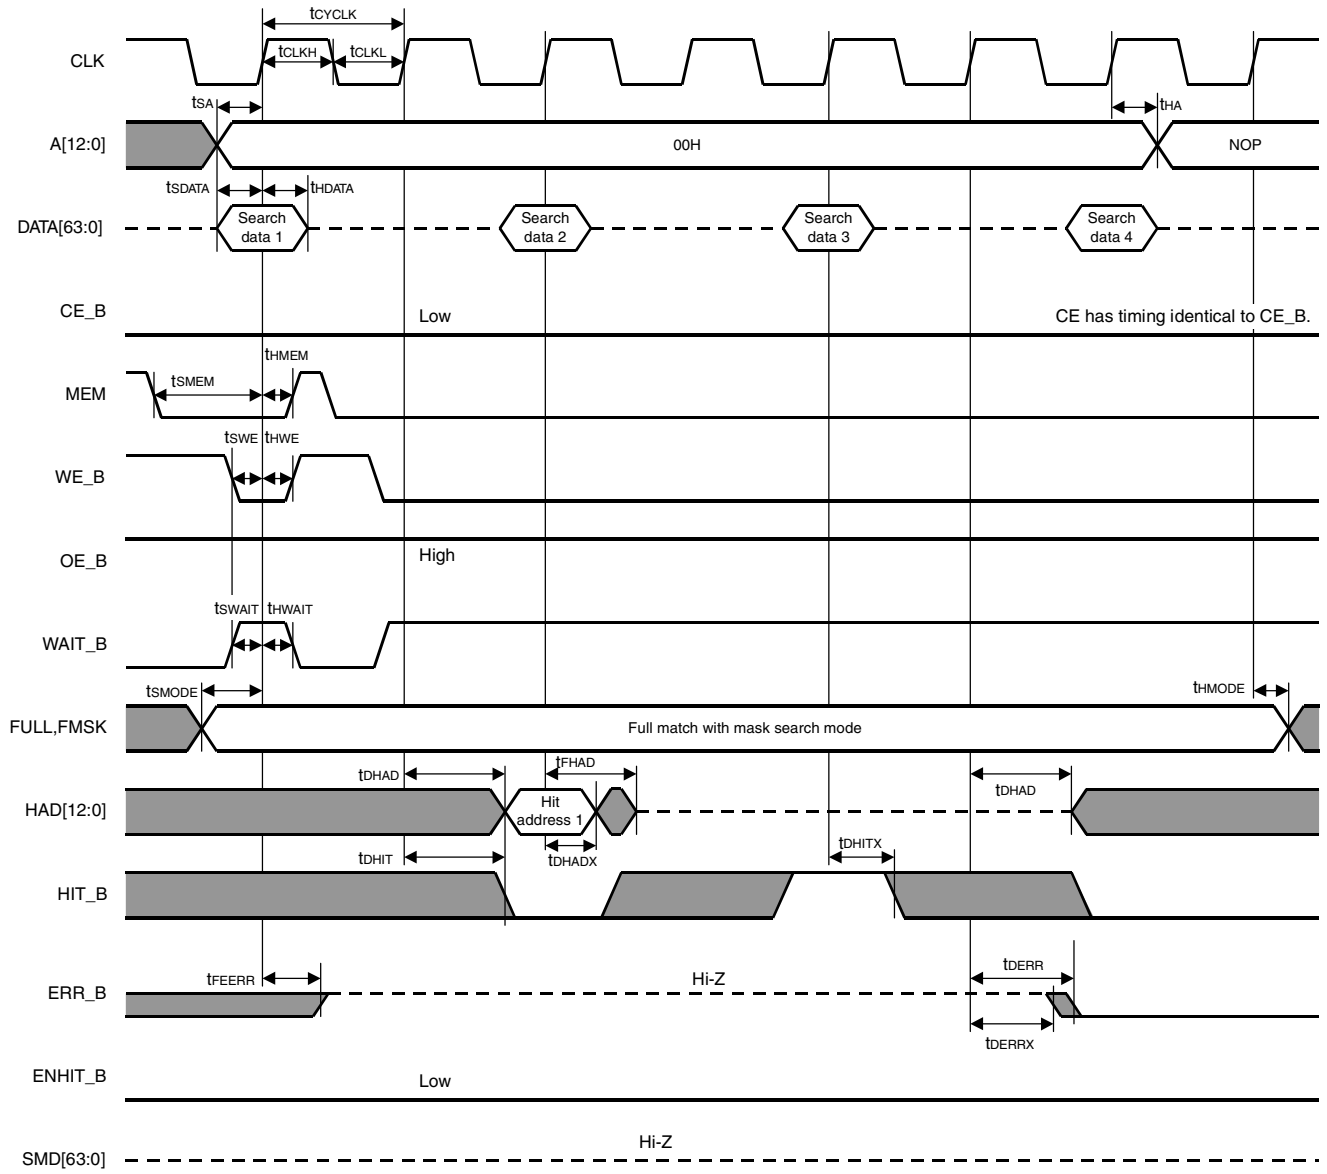 tCYCLK
CLK
tCLKH
tCLKL
tSA
tHA
A[12:0]
00H
NOP
tSDATA
tHDATA
DATA[63:0]
Search
data 1
Search
data 2
Search
data 3
Search
data 4
CE_B
Low
CE has timing identical to CE_B.
tHMEM
MEM
tSMEM
tSWE
tHWE
WE_B
OE_B
High
tSWAIT
tHWAIT
WAIT_B
tSMODE
tHMODE
FULL,FMSK
Full match with mask search mode
tDHAD
tFHAD
tDHAD
HAD[12:0]
Hit
address 1
tDHIT
tDHADX
tDHITX
HIT_B
tFEERR
Hi-Z
tDERR
ERR_B
tDERRX
ENHIT_B
Low
Hi-Z
SMD[63:0]